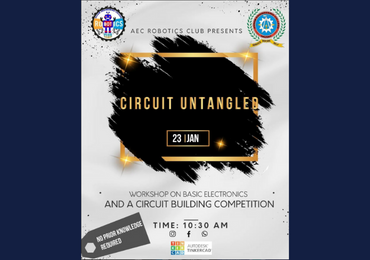 AEC ROBOTICS CLUB PRESENTS
CIRCUIT UNTANGLED
23 JAN
WORKSHOP ON BASIC ELECTRONICS
AND A CIRCUIT BUILDING COMPETITION
TIME: 10:30 AM
NO PRIOR KNOWLEDGE
REQUIRED
AUTODESK
TINKERCAD